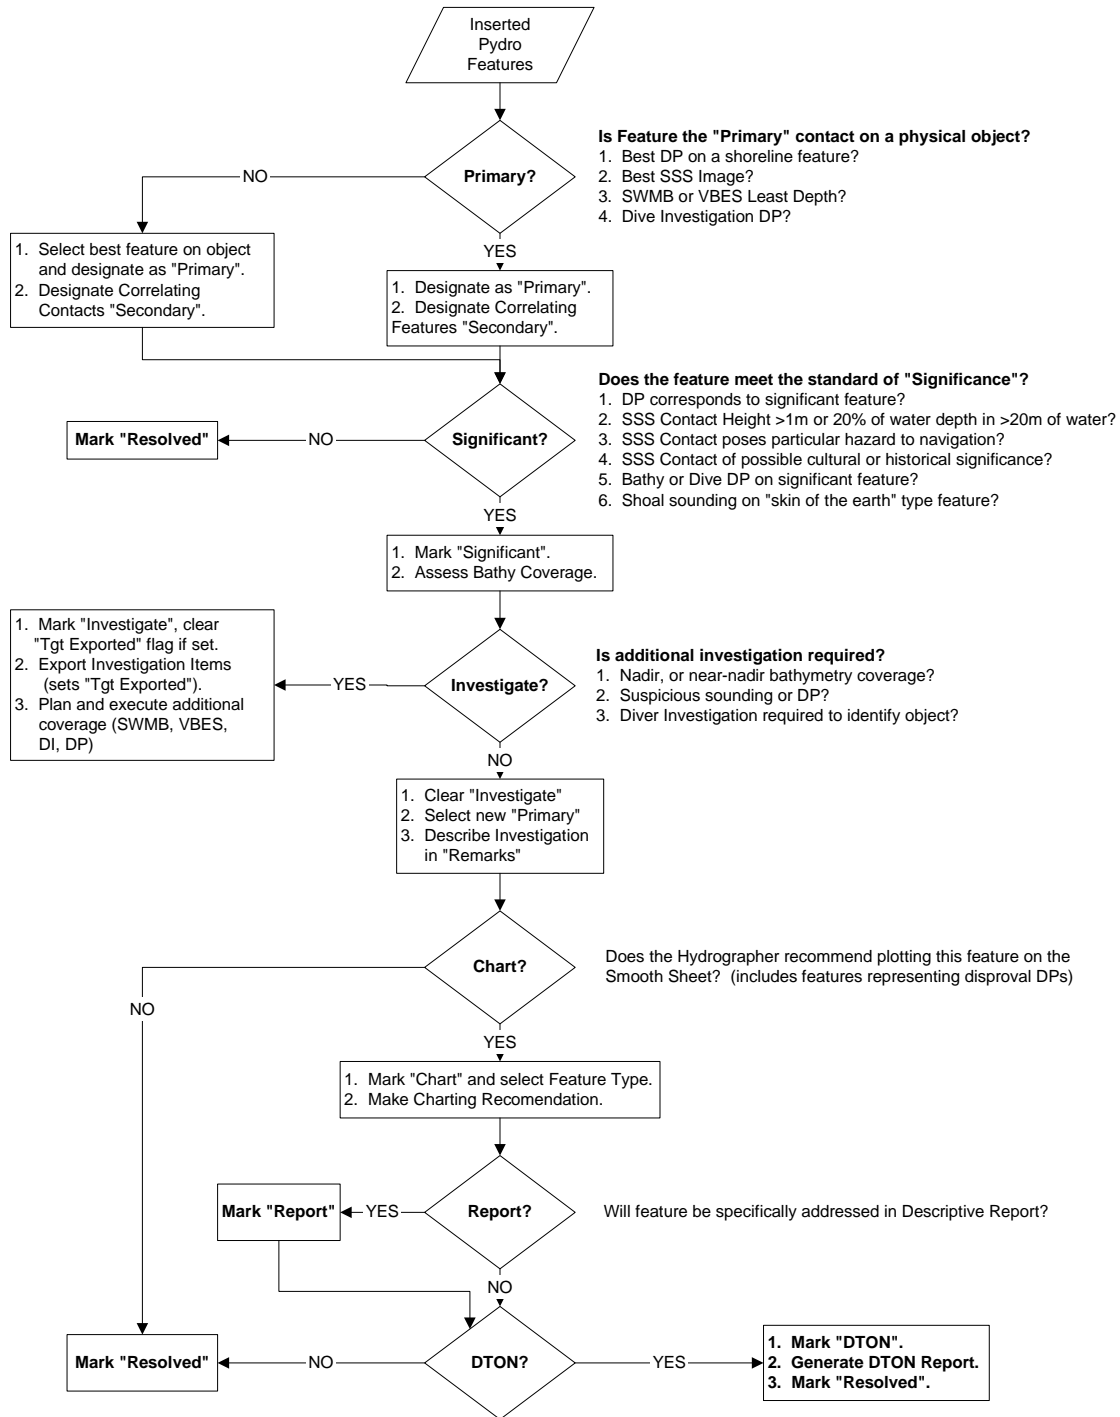 Inserted
Pydro
Features
Is Feature the "Primary" contact on a physical object?
1. Best DP on a shoreline feature?
2. Best SSS Image?
3. SWMB or VBES Least Depth?
4. Dive Investigation DP?
Primary?
NO
YES
1. Select best feature on object
and designate as "Primary".
2. Designate Correlating
Contacts "Secondary".
1. Designate as "Primary".
2. Designate Correlating
Features "Secondary".
Does the feature meet the standard of "Significance"?
1. DP corresponds to significant feature?
2. SSS Contact Height >1m or 20% of water depth in >20m of water?
3. SSS Contact poses particular hazard to navigation?
4. SSS Contact of possible cultural or historical significance?
5. Bathy or Dive DP on significant feature?
6. Shoal sounding on "skin of the earth" type feature?
Mark "Resolved"
NO
Significant?
YES
1. Mark "Significant".
2. Assess Bathy Coverage.
1. Mark "Investigate", clear
"Tgt Exported" flag if set.
2. Export Investigation Items
(sets "Tgt Exported").
3. Plan and execute additional
coverage (SWMB, VBES,
DI, DP)
YES
Investigate?
Is additional investigation required?
1. Nadir, or near-nadir bathymetry coverage?
2. Suspicious sounding or DP?
3. Diver Investigation required to identify object?
NO
1. Clear "Investigate"
2. Select new "Primary"
3. Describe Investigation
in "Remarks"
Chart?
Does the Hydrographer recommend plotting this feature on the
Smooth Sheet? (includes features representing disproval DPs)
NO
YES
1. Mark "Chart" and select Feature Type.
2. Make Charting Recomendation.
Mark "Report"
YES
Report?
Will feature be specifically addressed in Descriptive Report?
NO
Mark "Resolved"
NO
DTON?
YES
1. Mark "DTON".
2. Generate DTON Report.
3. Mark "Resolved".